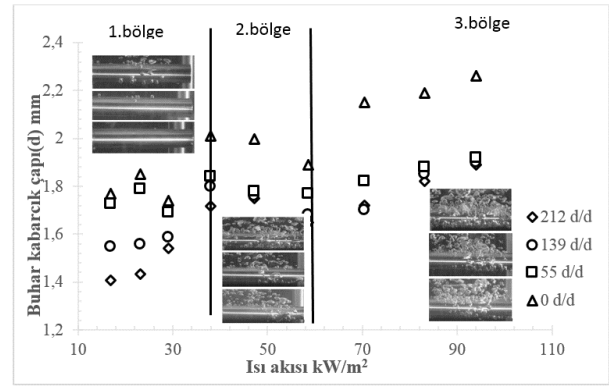 1.bölge
2.bölge
3.bölge
Buhar kabarcık çapı(d) mm
2,4
2,2
2
1,8
1,6
1,4
1,2
10
30
50
70
90
110
Isı akısı kW/m²
212 d/d
139 d/d
55 d/d
0 d/d